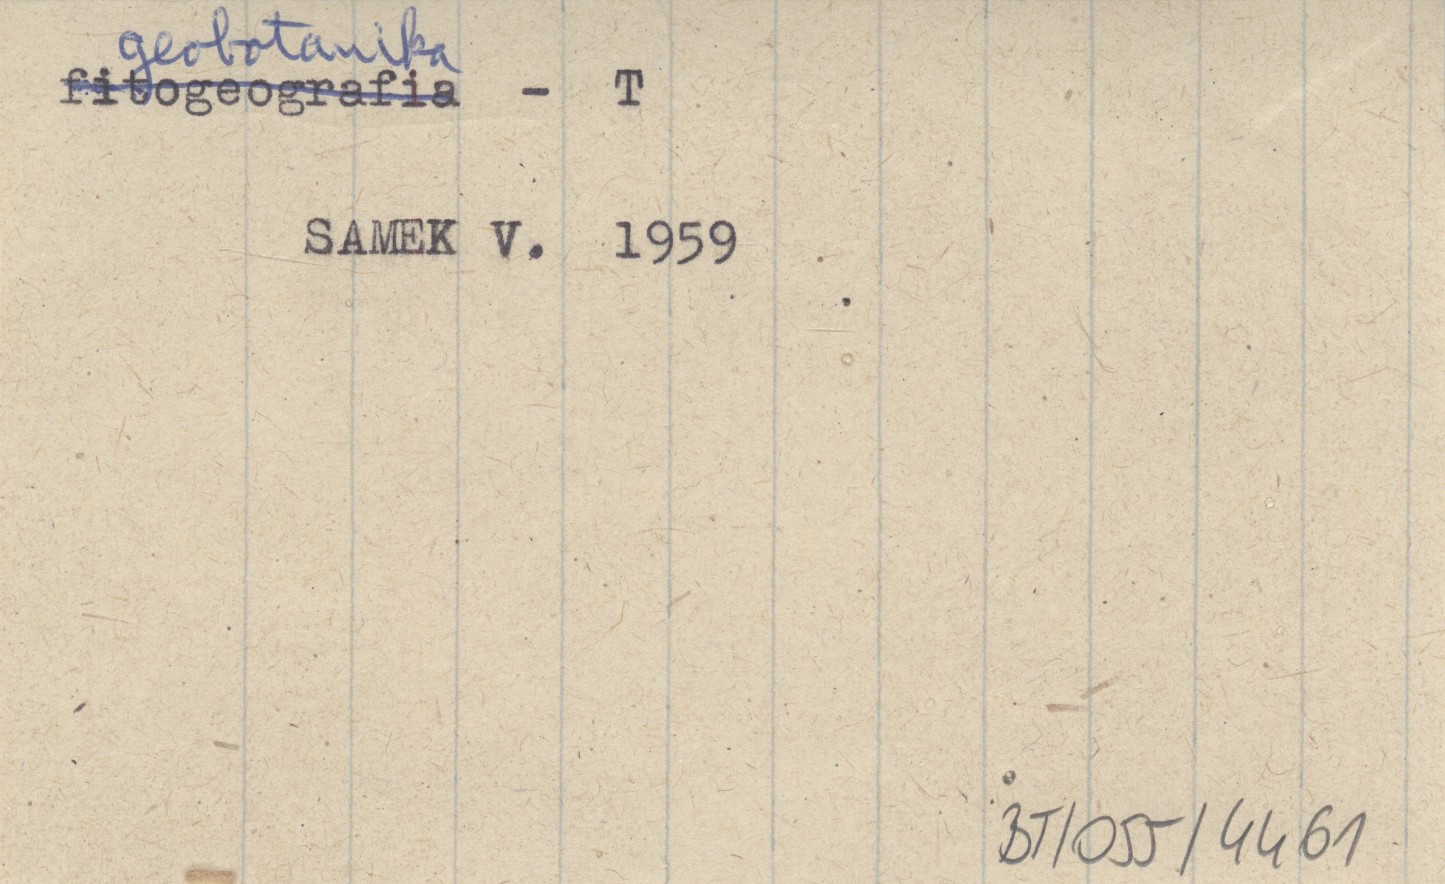 geobotanika
fitogeografia - T
SAMEK V. 1959
BT/055/4461